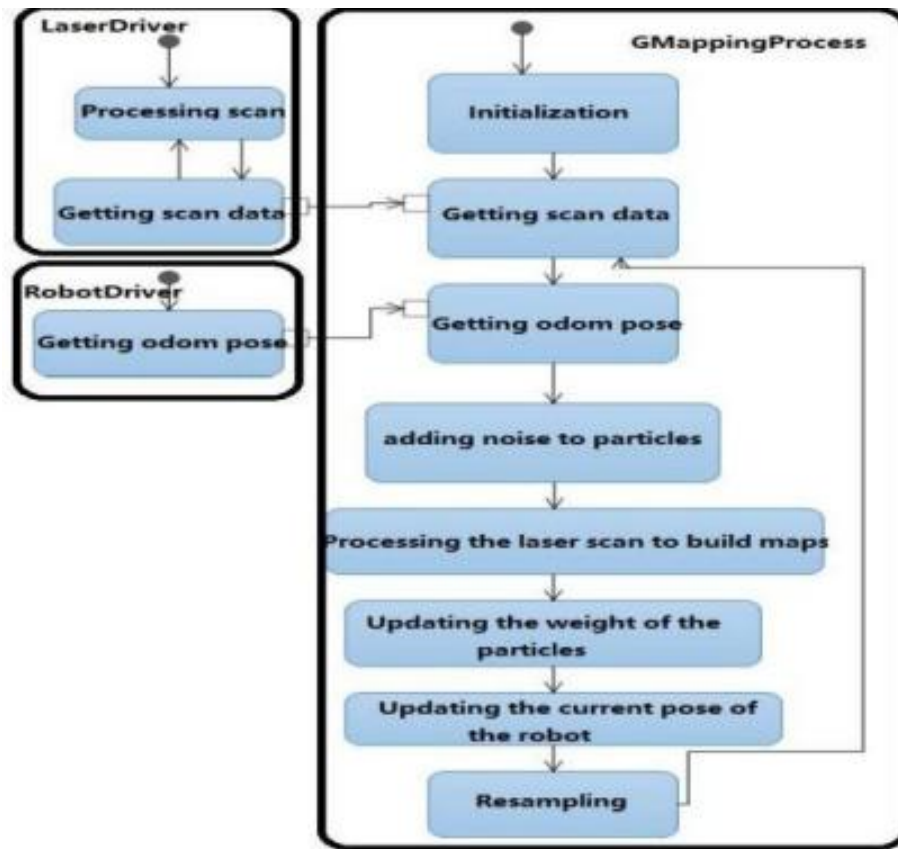 LaserDriver
Processing scan
Getting scan data
RobotDriver
Getting odom pose
GMappingProcess
Initialization
Getting scan data
Getting odom pose
adding noise to particles
Processing the laser scan to build maps
Updating the weight of the
particles
Updating the current pose of
the robot
Resampling